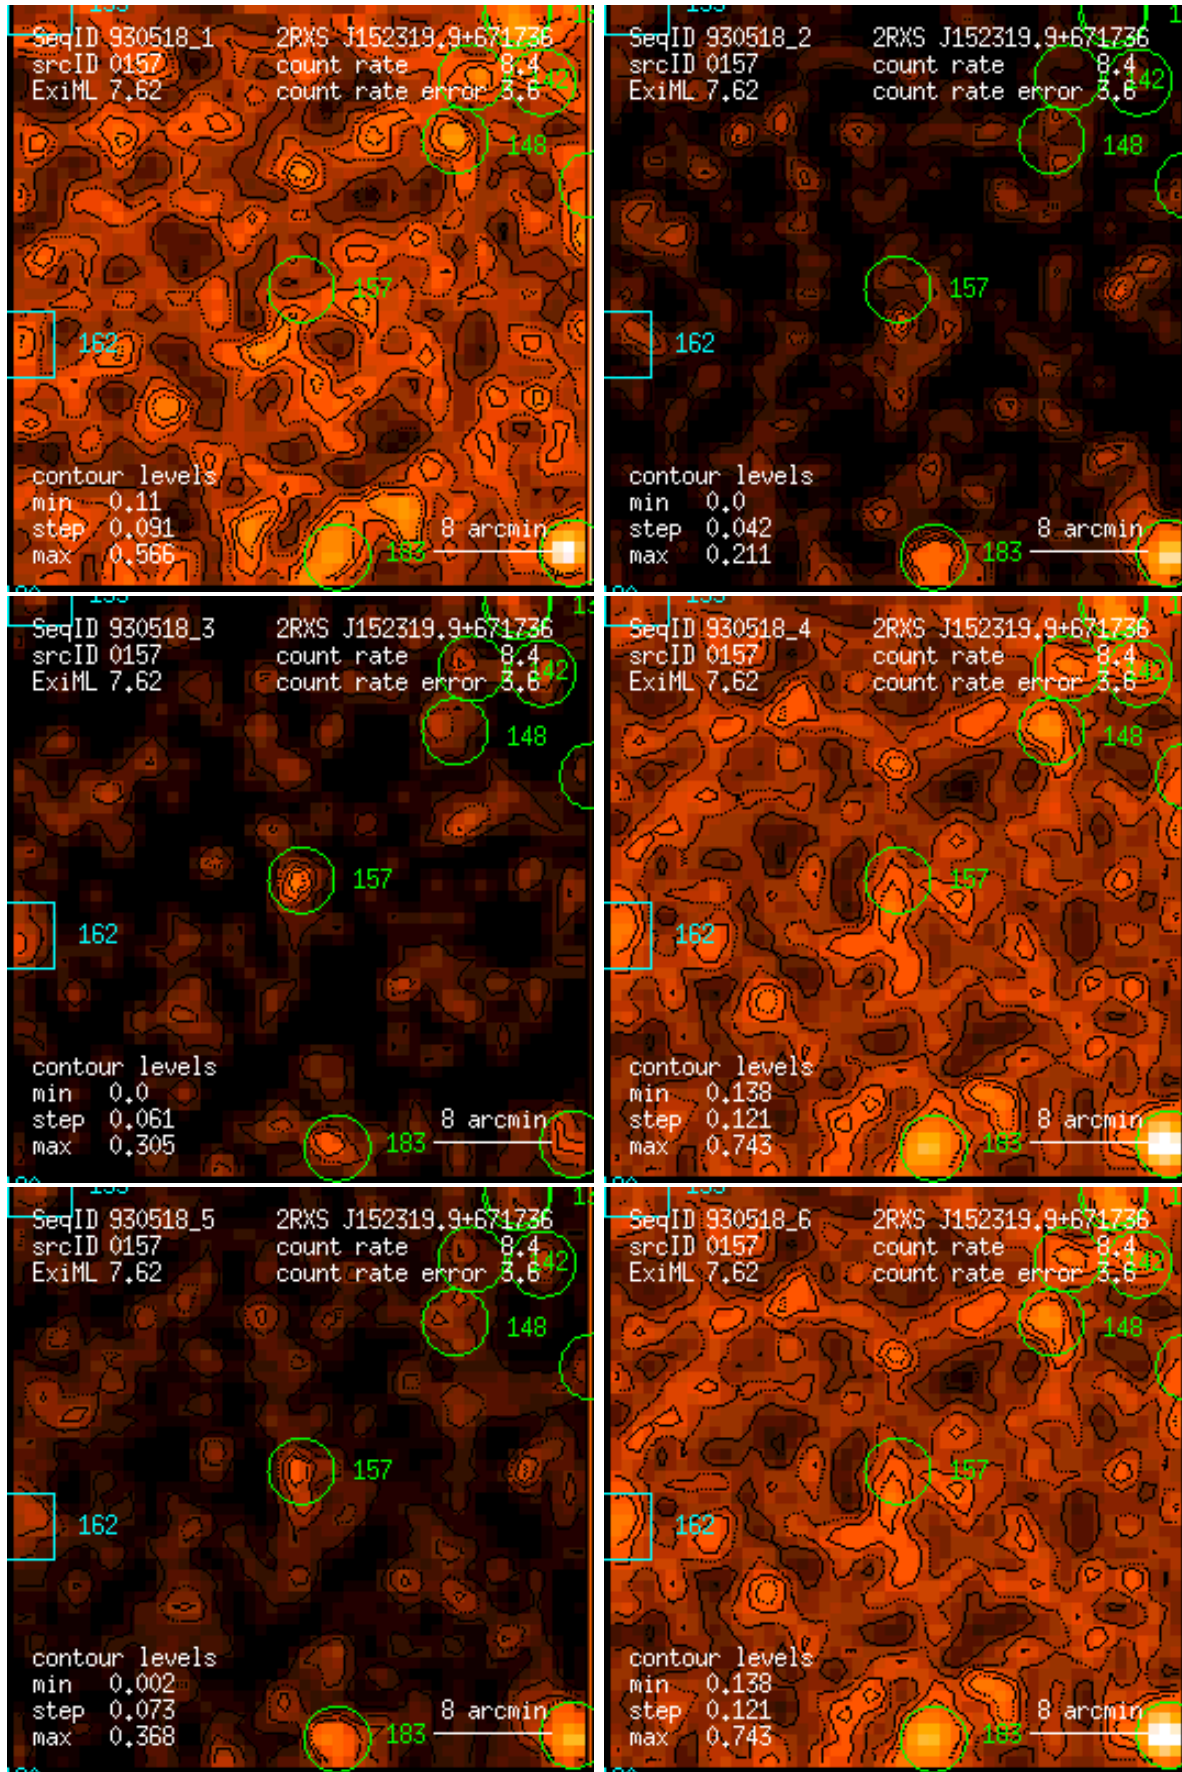 SeqID 930518_1 2RXS J152319.9+671736
srcID 0157 count rate 8.4
ExiML 7.62 count rate error 3.6
142
148
157
162
contour levels
min 0.11
step 0.091
max 0.566
183
8 arcmin
SeqID 930518_2 2RXS J152319.9+671736
srcID 0157 count rate 8.4
ExiML 7.62 count rate error 3.6
142
148
157
162
contour levels
min 0.0
step 0.042
max 0.211
183
8 arcmin
SeqID 930518_3 2RXS J152319.9+671736
srcID 0157 count rate 8.4
ExiML 7.62 count rate error 3.6
142
148
157
162
contour levels
min 0.0
step 0.061
max 0.305
183
8 arcmin
SeqID 930518_4 2RXS J152319.9+671736
srcID 0157 count rate 8.4
ExiML 7.62 count rate error 3.6
142
148
157
162
contour levels
min 0.138
step 0.121
max 0.743
183
8 arcmin
SeqID 930518_5 2RXS J152319.9+671736
srcID 0157 count rate 8.4
ExiML 7.62 count rate error 3.6
142
148
157
162
contour levels
min 0.002
step 0.073
max 0.368
183
8 arcmin
SeqID 930518_6 2RXS J152319.9+671736
srcID 0157 count rate 8.4
ExiML 7.62 count rate error 3.6
142
148
157
162
contour levels
min 0.138
step 0.121
max 0.743
183
8 arcmin